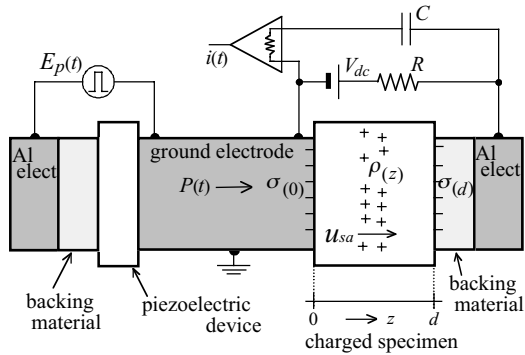 C
i(t)
V_dc
R
E_p(t)
Al
elect
ground electrode
P(t) → σ(0)
ρ(z)
σ(d)
Al
elect
u_sa
backing
material
piezoelectric
device
0 → z d
charged specimen
backing
material